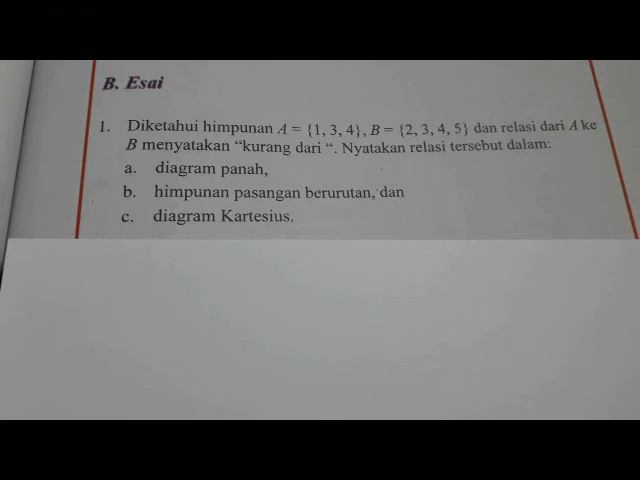 B. Esai
1. Diketahui himpunan A = {1, 3, 4}, B = {2, 3, 4, 5} dan relasi dari A ke
B menyatakan “kurang dari “. Nyatakan relasi tersebut dalam:
a. diagram panah,
b. himpunan pasangan berurutan, dan
c. diagram Kartesius.